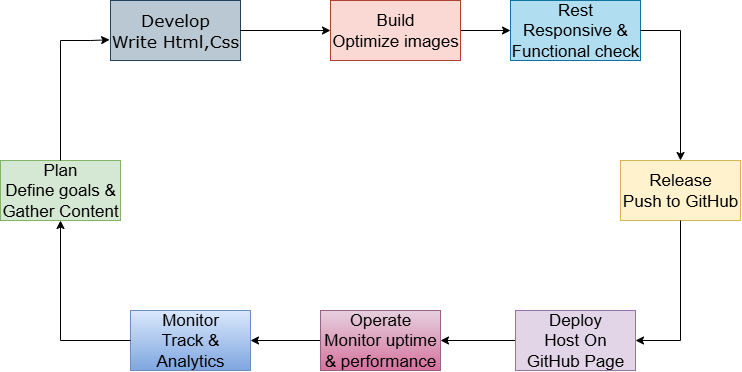 Develop
Write Html,Css
Build
Optimize images
Rest
Responsive &
Functional check
Plan
Define goals &
Gather Content
Release
Push to GitHub
Monitor
Track &
Analytics
Operate
Monitor uptime
& performance
Deploy
Host On
GitHub Page